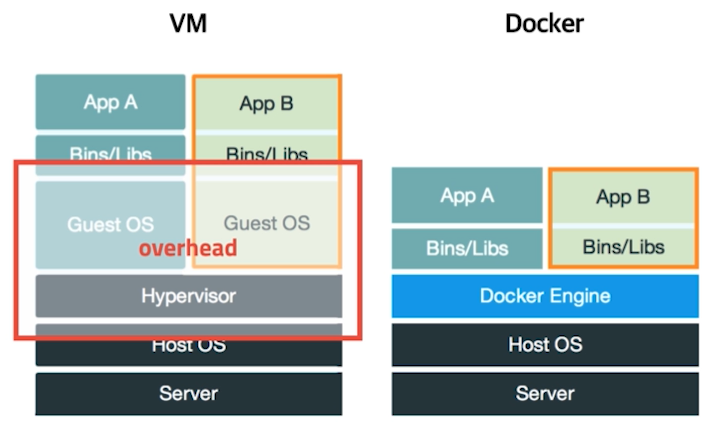 VM
App A
App B
Bins/Libs
Bins/Libs
Guest OS
Guest OS
overhead
Hypervisor
Host OS
Server
Docker
App A
App B
Bins/Libs
Bins/Libs
Docker Engine
Host OS
Server